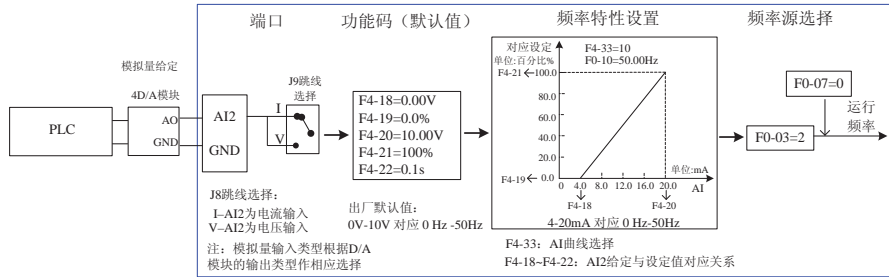 端口
功能码（默认值）
频率特性设置
频率源选择
模拟量给定
4D/A模块
PLC
AO
GND
AI2
GND
J9跳线
选择
I
V
F4-18=0.00V
F4-19=0.0%
F4-20=10.00V
F4-21=100%
F4-22=0.1s
对应设定
单位:百分比%
F4-33=10
F0-10=50.00Hz
F4-21
100.0
80.0
60.0
40.0
20.0
F4-19
0.0
单位:mA
0 4.0 8.0 12.0 16.0 20.0 AI
F4-18
F4-20
4-20mA 对应 0 Hz-50Hz
F0-07=0
F0-03=2
运行
频率
J8跳线选择：
I–AI2为电流输入
V–AI2为电压输入
注：模拟量输入类型根据D/A
模块的输出类型作相应选择
出厂默认值：
0V-10V 对应 0 Hz -50Hz
F4-33：AI曲线选择
F4-18~F4-22：AI2给定与设定值对应关系